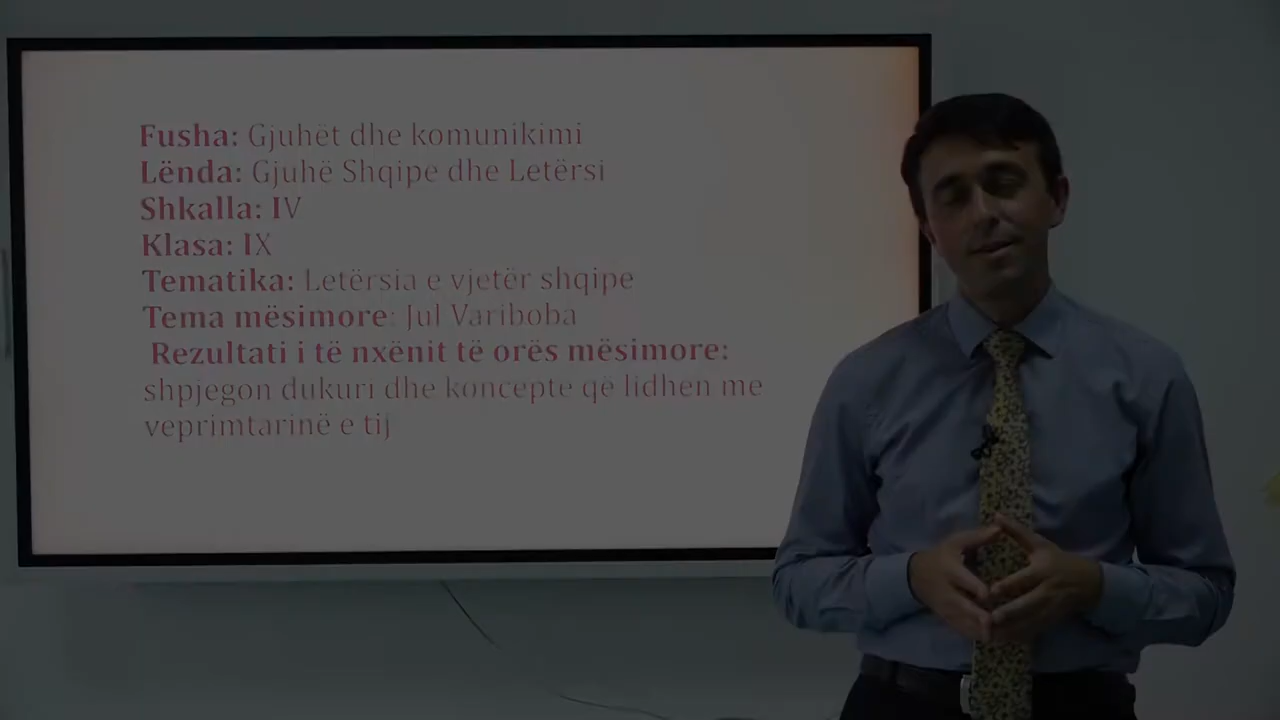 Fusha: Gjuhët dhe komunikimi
Lënda: Gjuhë Shqipe dhe Letërsi
Shkalla: IV
Klasa: IX
Tematika: Letërsia e vjetër shqipe
Tema mësimore: Jul Variboba
Rezultati i të nxënit të orës mësimore:
shpjegon dukuri dhe koncepte që lidhen me
veprimtarinë e tij